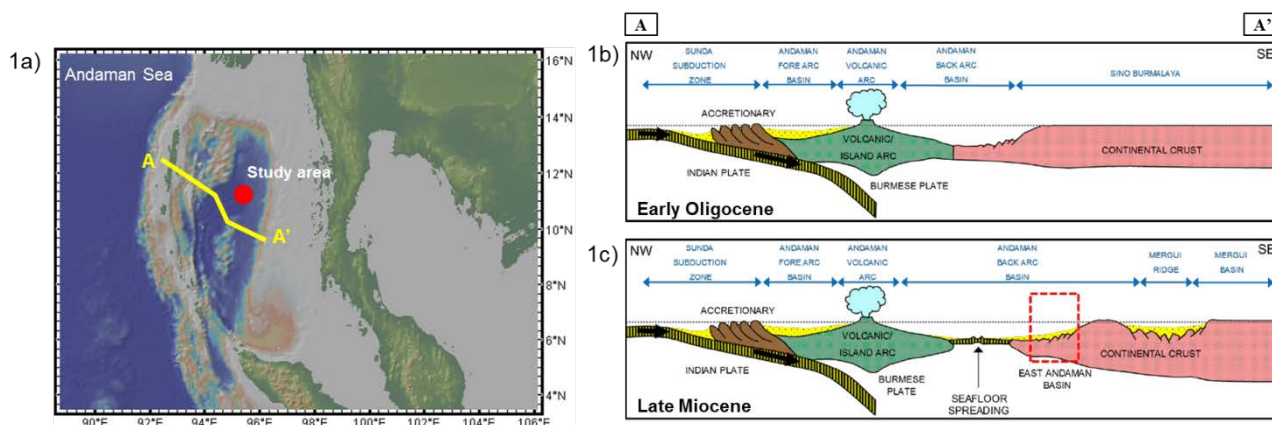 1a)
Andaman Sea
Study area
A
A'
16°N
14°N
12°N
10°N
8°N
6°N
4°N
90°E 92°E 94°E 96°E 98°E 100°E 102°E 104°E 106°E
A
A'
1b)
NW
SE
SUNDA SUBDUCTION ZONE
ANDAMAN FORE ARC BASIN
ANDAMAN VOLCANIC ARC
ANDAMAN BACK ARC BASIN
SINO BURMALAYA
ACCRETIONARY
VOLCANIC/ ISLAND ARC
CONTINENTAL CRUST
INDIAN PLATE
BURMESE PLATE
Early Oligocene
1c)
NW
SE
SUNDA SUBDUCTION ZONE
ANDAMAN FORE ARC BASIN
ANDAMAN VOLCANIC ARC
ANDAMAN BACK ARC BASIN
MERGUI RIDGE
MERGUI BASIN
ACCRETIONARY
VOLCANIC/ ISLAND ARC
CONTINENTAL CRUST
INDIAN PLATE
BURMESE PLATE
SEAFLOOR SPREADING
EAST ANDAMAN BASIN
Late Miocene